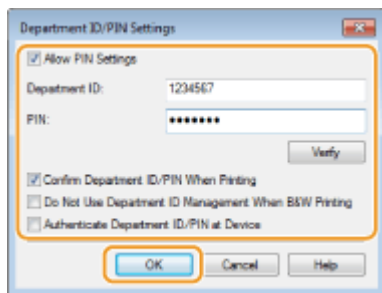 Department ID/PIN Settings
Allow PIN Settings
Department ID: 1234567
PIN: •••••••
Verify
Confirm Department ID/PIN When Printing
Do Not Use Department ID Management When B&W Printing
Authenticate Department ID/PIN at Device
OK Cancel Help